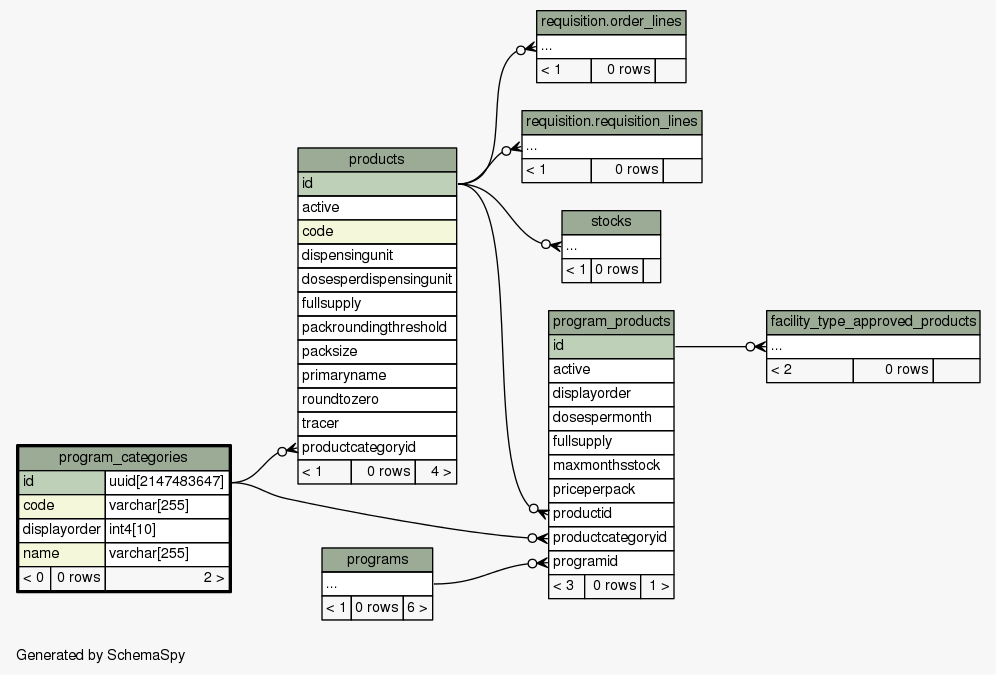 requisition.order_lines
...
< 1 0 rows
requisition.requisition_lines
...
< 1 0 rows
products
id
active
code
dispensingunit
dosesperdispensingunit
fullsupply
packroundingthreshold
packsize
primaryname
roundtozero
tracer
productcategoryid
< 1 0 rows 4 >
stocks
...
< 1 0 rows
program_products
id
active
displayorder
dosespermonth
fullsupply
maxmonthsstock
priceperpack
productid
productcategoryid
programid
< 3 0 rows 1 >
facility_type_approved_products
...
< 2 0 rows
program_categories
id uuid[2147483647]
code varchar[255]
displayorder int4[10]
name varchar[255]
< 0 0 rows 2 >
programs
...
< 1 0 rows 6 >
Generated by SchemaSpy